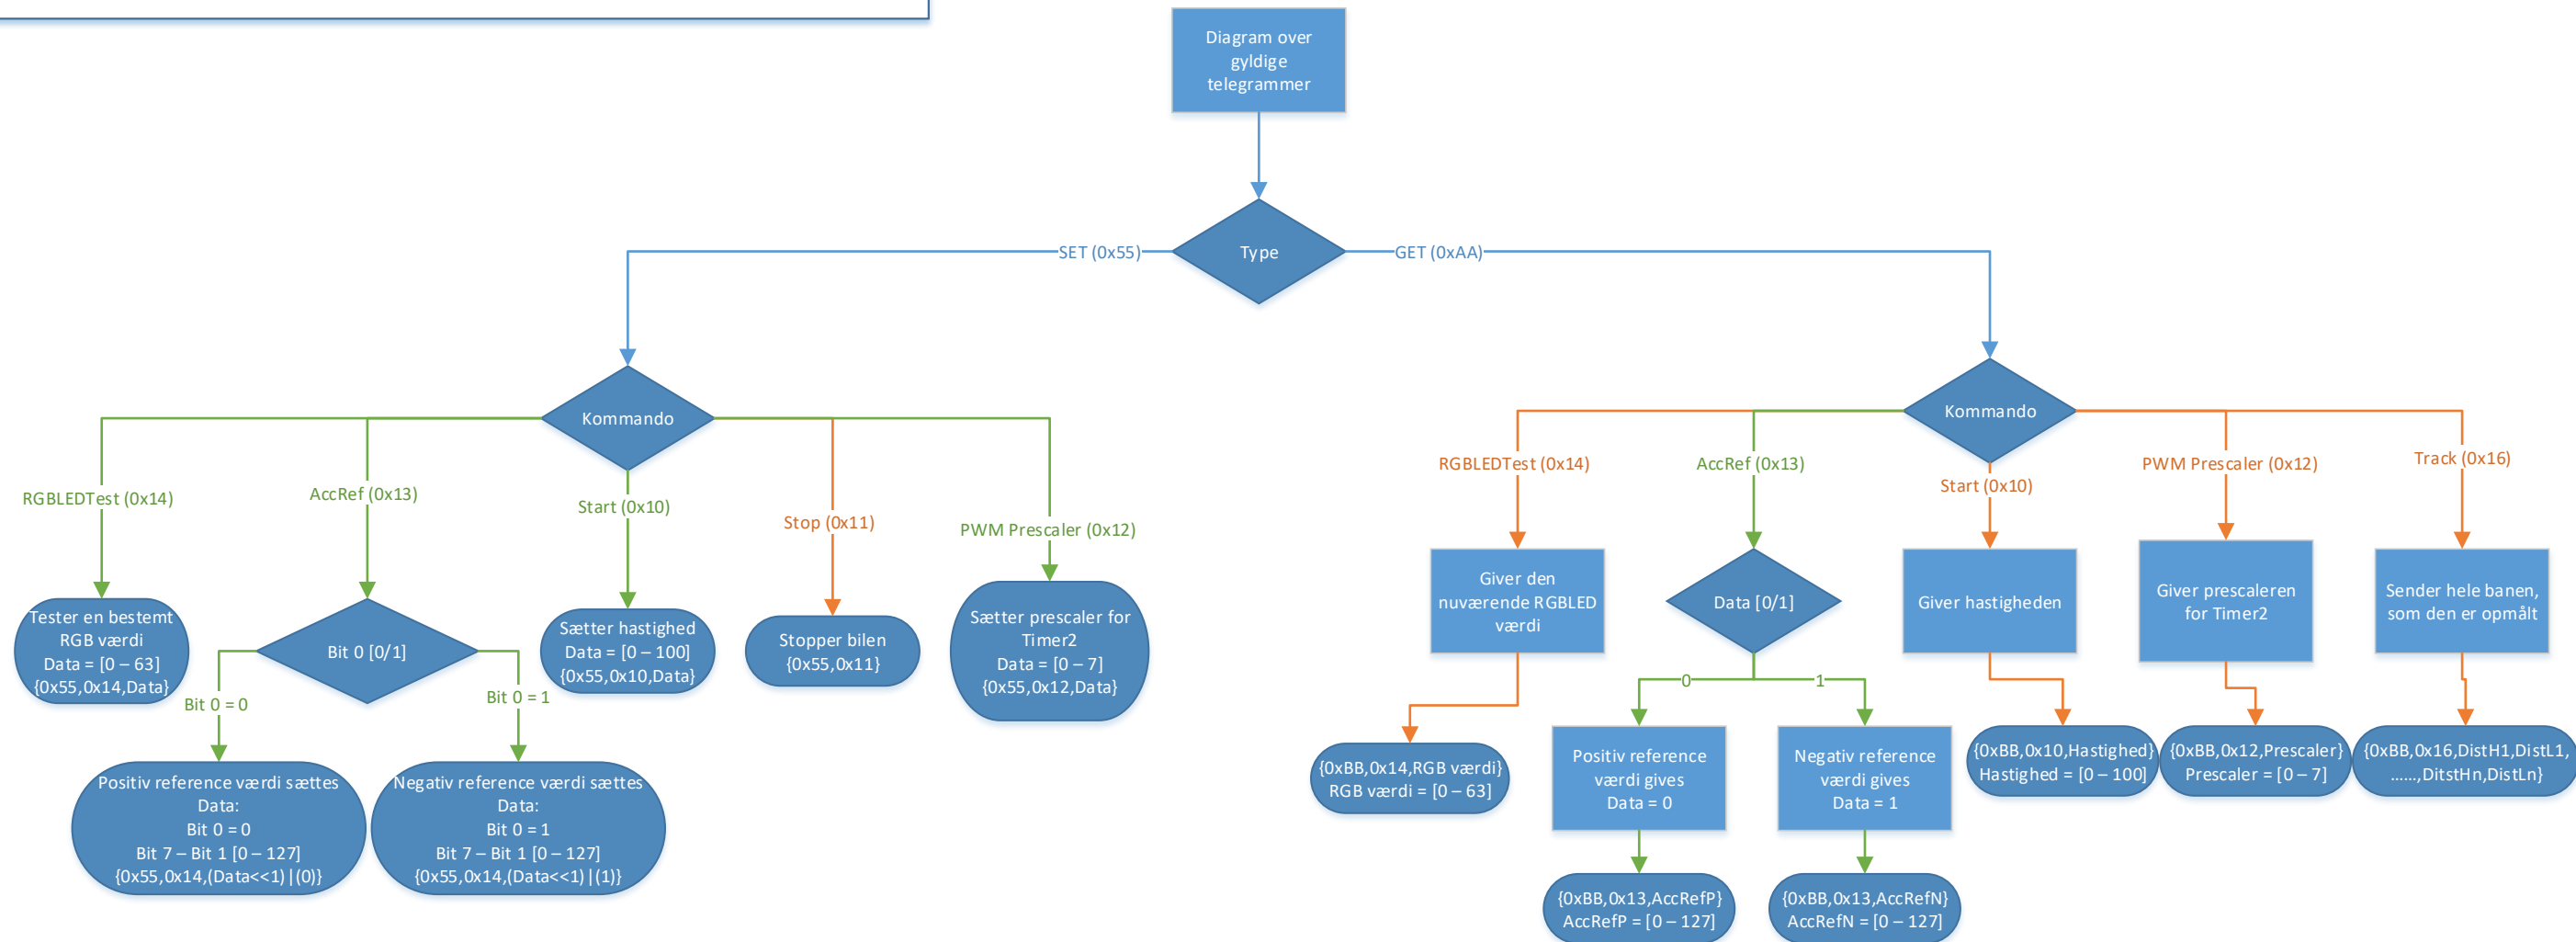 Diagram over
gyldige
telegrammer
Type
SET (0x55)
GET (0xAA)
Kommando
RGBLEDTest (0x14)
AccRef (0x13)
Start (0x10)
Stop (0x11)
PWM Prescaler (0x12)
Tester en bestemt
RGB værdi
Data = [0 – 63]
{0x55,0x14,Data}
Bit 0 [0/1]
Bit 0 = 0
Bit 0 = 1
Sætter hastighed
Data = [0 – 100]
{0x55,0x10,Data}
Stopper bilen
{0x55,0x11}
Sætter prescaler for
Timer2
Data = [0 – 7]
{0x55,0x12,Data}
Positiv reference værdi sættes
Data:
Bit 0 = 0
Bit 7 – Bit 1 [0 – 127]
{0x55,0x14,(Data<<1)|(0)}
Negativ reference værdi sættes
Data:
Bit 0 = 1
Bit 7 – Bit 1 [0 – 127]
{0x55,0x14,(Data<<1)|(1)}
Kommando
RGBLEDTest (0x14)
AccRef (0x13)
Start (0x10)
PWM Prescaler (0x12)
Track (0x16)
Giver den
nuværende RGBLED
værdi
Data [0/1]
Giver hastigheden
Giver prescaleren
for Timer2
Sender hele banen,
som den er opmålt
0
1
{0xBB,0x14,RGB værdi}
RGB værdi = [0 – 63]
Positiv reference
værdi gives
Data = 0
Negativ reference
værdi gives
Data = 1
{0xBB,0x10,Hastighed}
Hastighed = [0 – 100]
{0xBB,0x12,Prescaler}
Prescaler = [0 – 7]
{0xBB,0x16,DistH1,DistL1,
......,DitstHn,DistLn}
{0xBB,0x13,AccRefP}
AccRefP = [0 – 127]
{0xBB,0x13,AccRefN}
AccRefN = [0 – 127]